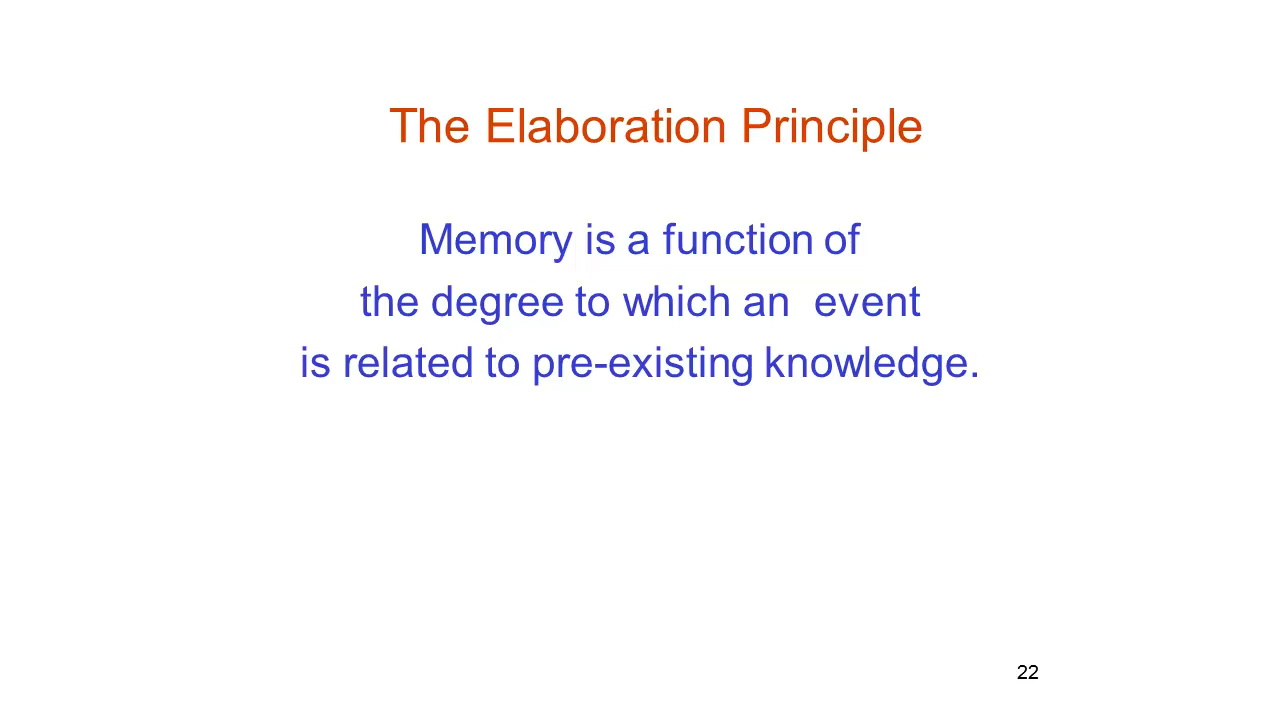 The Elaboration Principle
Memory is a function of
the degree to which an  event
is related to pre-existing knowledge.
22